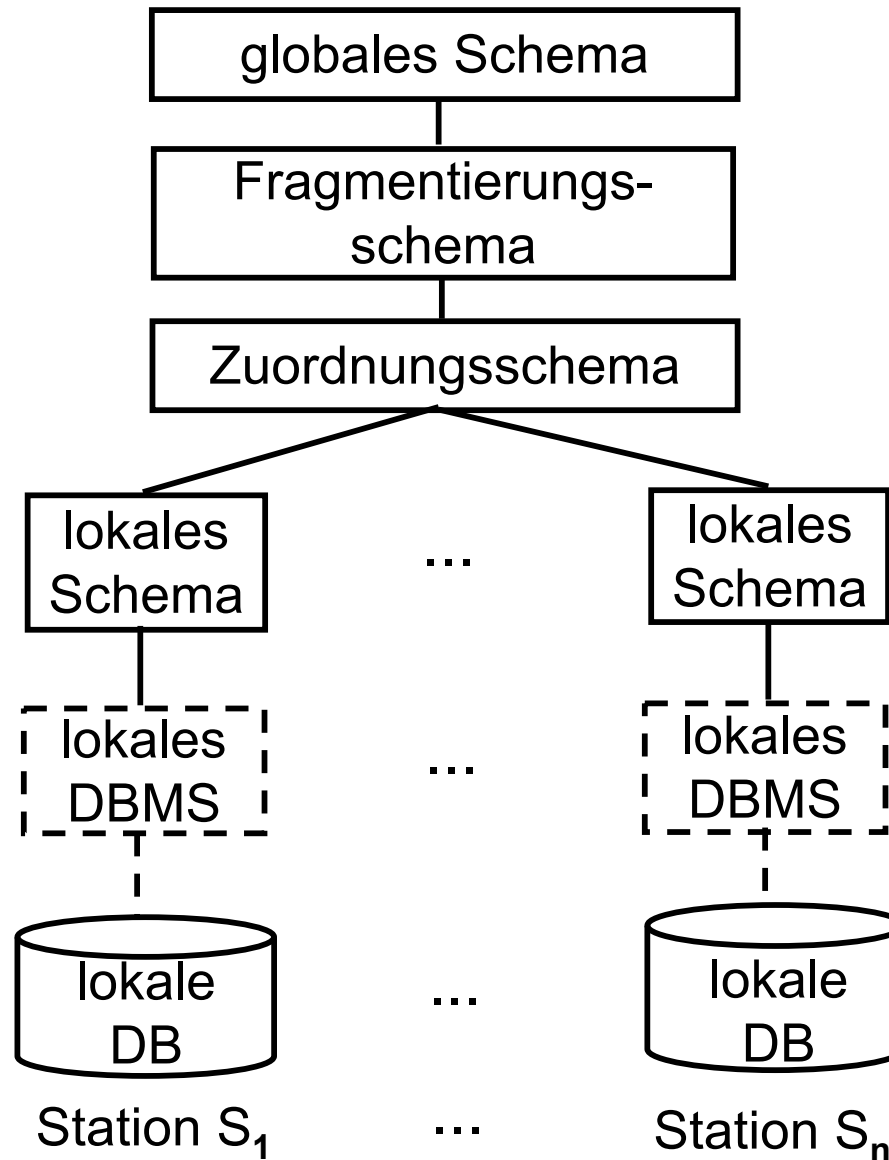 globales Schema
Fragmentierungs-
schema
Zuordnungsschema
lokales
Schema
...
lokales
Schema
lokales
DBMS
...
lokales
DBMS
lokale
DB
...
lokale
DB
Station S1 ... Station Sn